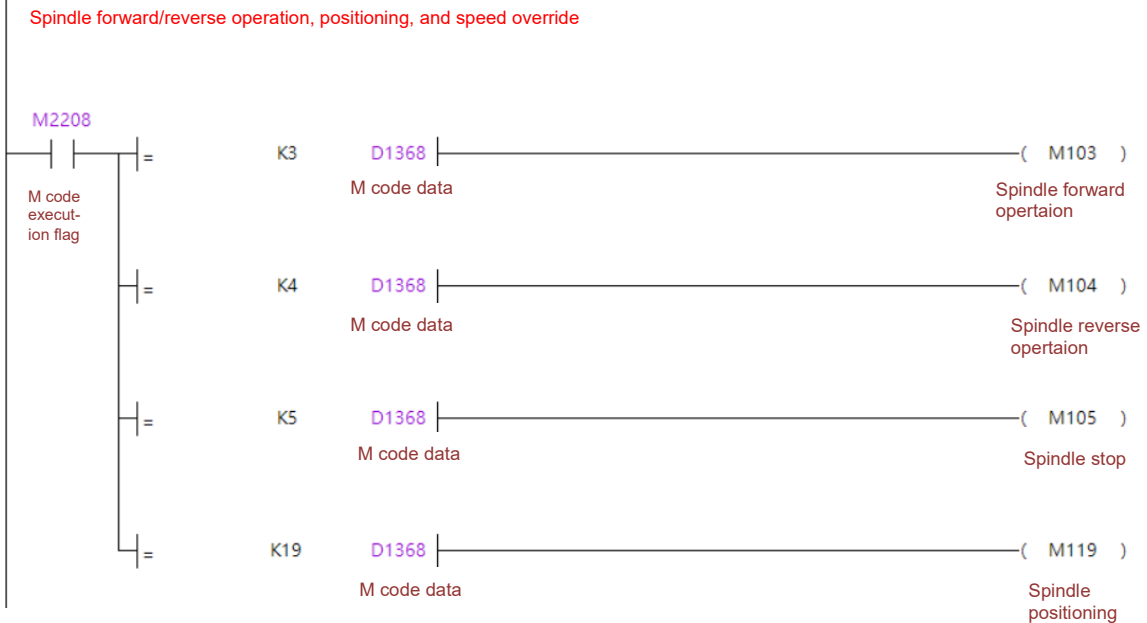 Spindle forward/reverse operation, positioning, and speed override
M2208
= K3 D1368 ( M103 )
M code
execut-
ion flag
M code data
Spindle forward
opertaion
= K4 D1368 ( M104 )
M code data
Spindle reverse
opertaion
= K5 D1368 ( M105 )
M code data
Spindle stop
= K19 D1368 ( M119 )
M code data
Spindle
positioning